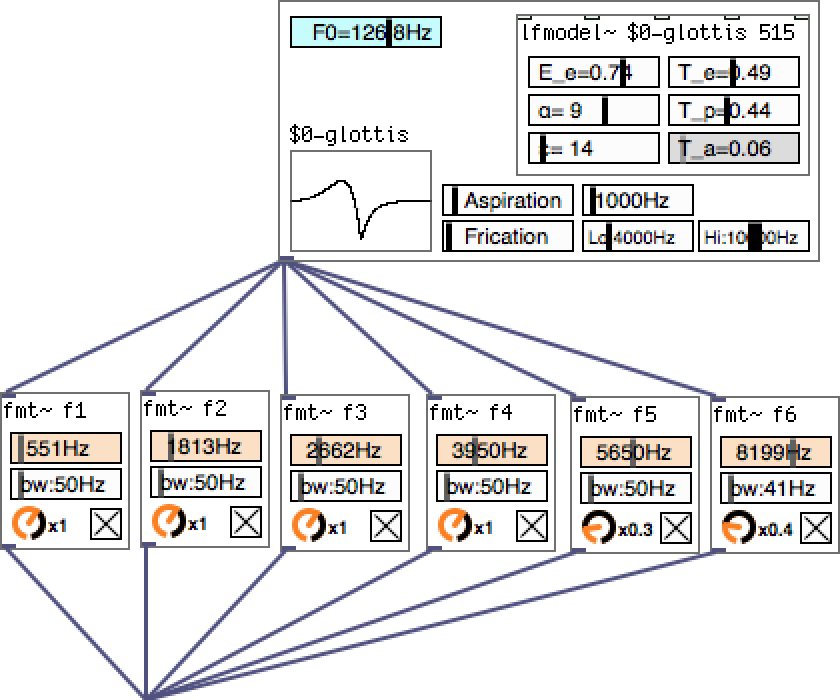 F0=126.8Hz
lfmodel~ $0-glottis 515
E_e=0.74
T_e=0.49
α= 9
T_p=0.44
= 14
T_a=0.06
$0-glottis
Aspiration
1000Hz
Frication
Lo:4000Hz
Hi:10000Hz
fmt~ f1
fmt~ f2
fmt~ f3
fmt~ f4
fmt~ f5
fmt~ f6
551Hz
1813Hz
2662Hz
3950Hz
5650Hz
8199Hz
bw:50Hz
bw:50Hz
bw:50Hz
bw:50Hz
bw:50Hz
bw:41Hz
x1
x1
x1
x1
x0.3
x0.4